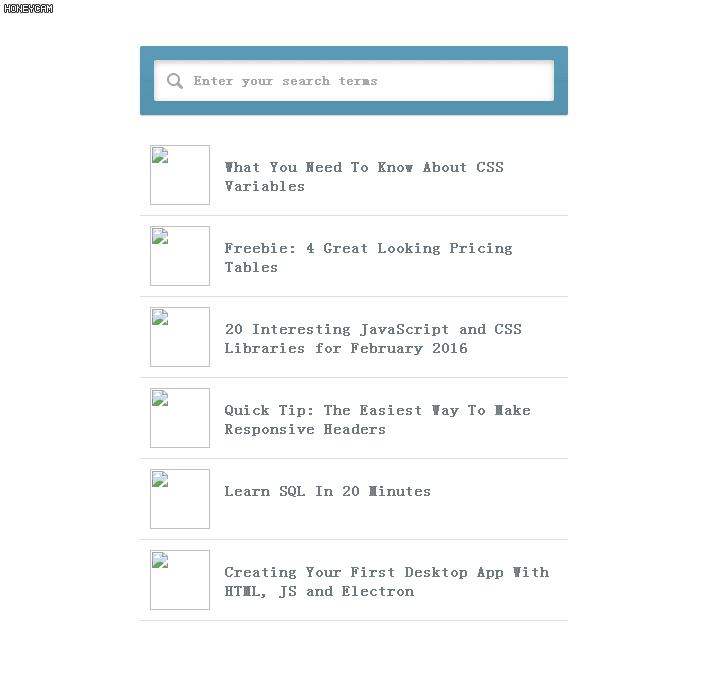 HONEYCAM
Enter your search terms
What You Need To Know About CSS
Variables
Freebie: 4 Great Looking Pricing
Tables
20 Interesting JavaScript and CSS
Libraries for February 2016
Quick Tip: The Easiest Way To Make
Responsive Headers
Learn SQL In 20 Minutes
Creating Your First Desktop App With
HTML, JS and Electron